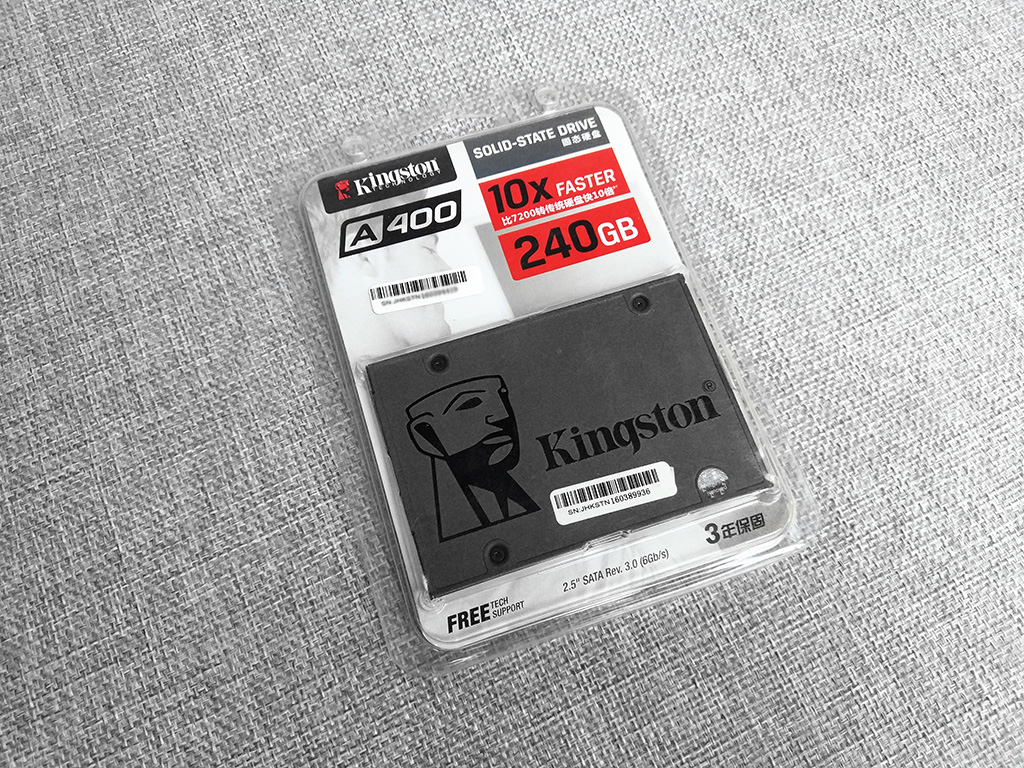 Kingston
TECHNOLOGY
A400
SOLID-STATE DRIVE
固态硬盘
10x FASTER
比7200转传统硬盘快10倍*
240GB
SN:JHKSTN160389936
Kingston®
SN:JHKSTN160389936
3年保固
2.5" SATA Rev. 3.0 (6Gb/s)
FREE TECH
SUPPORT